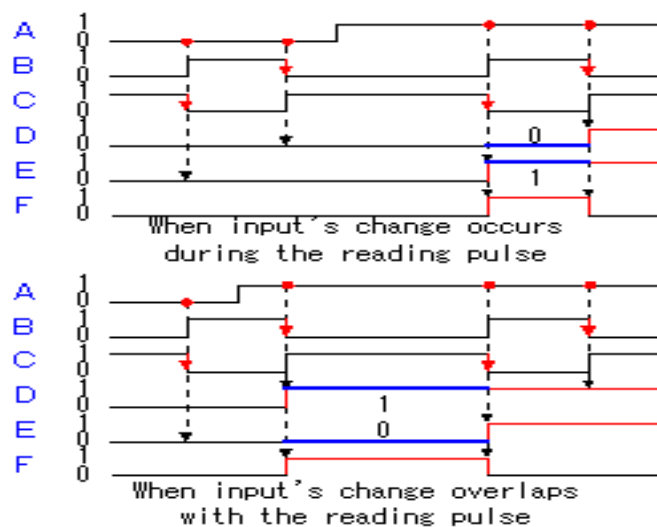 A 1 0
B 1 0
C 1 0
D 1 0 0
E 1 0 1
F 1 0
When input's change occurs
during the reading pulse
A 1 0
B 1 0
C 1 0
D 1 0 1
E 1 0 0
F 1 0
When input's change overlaps
with the reading pulse